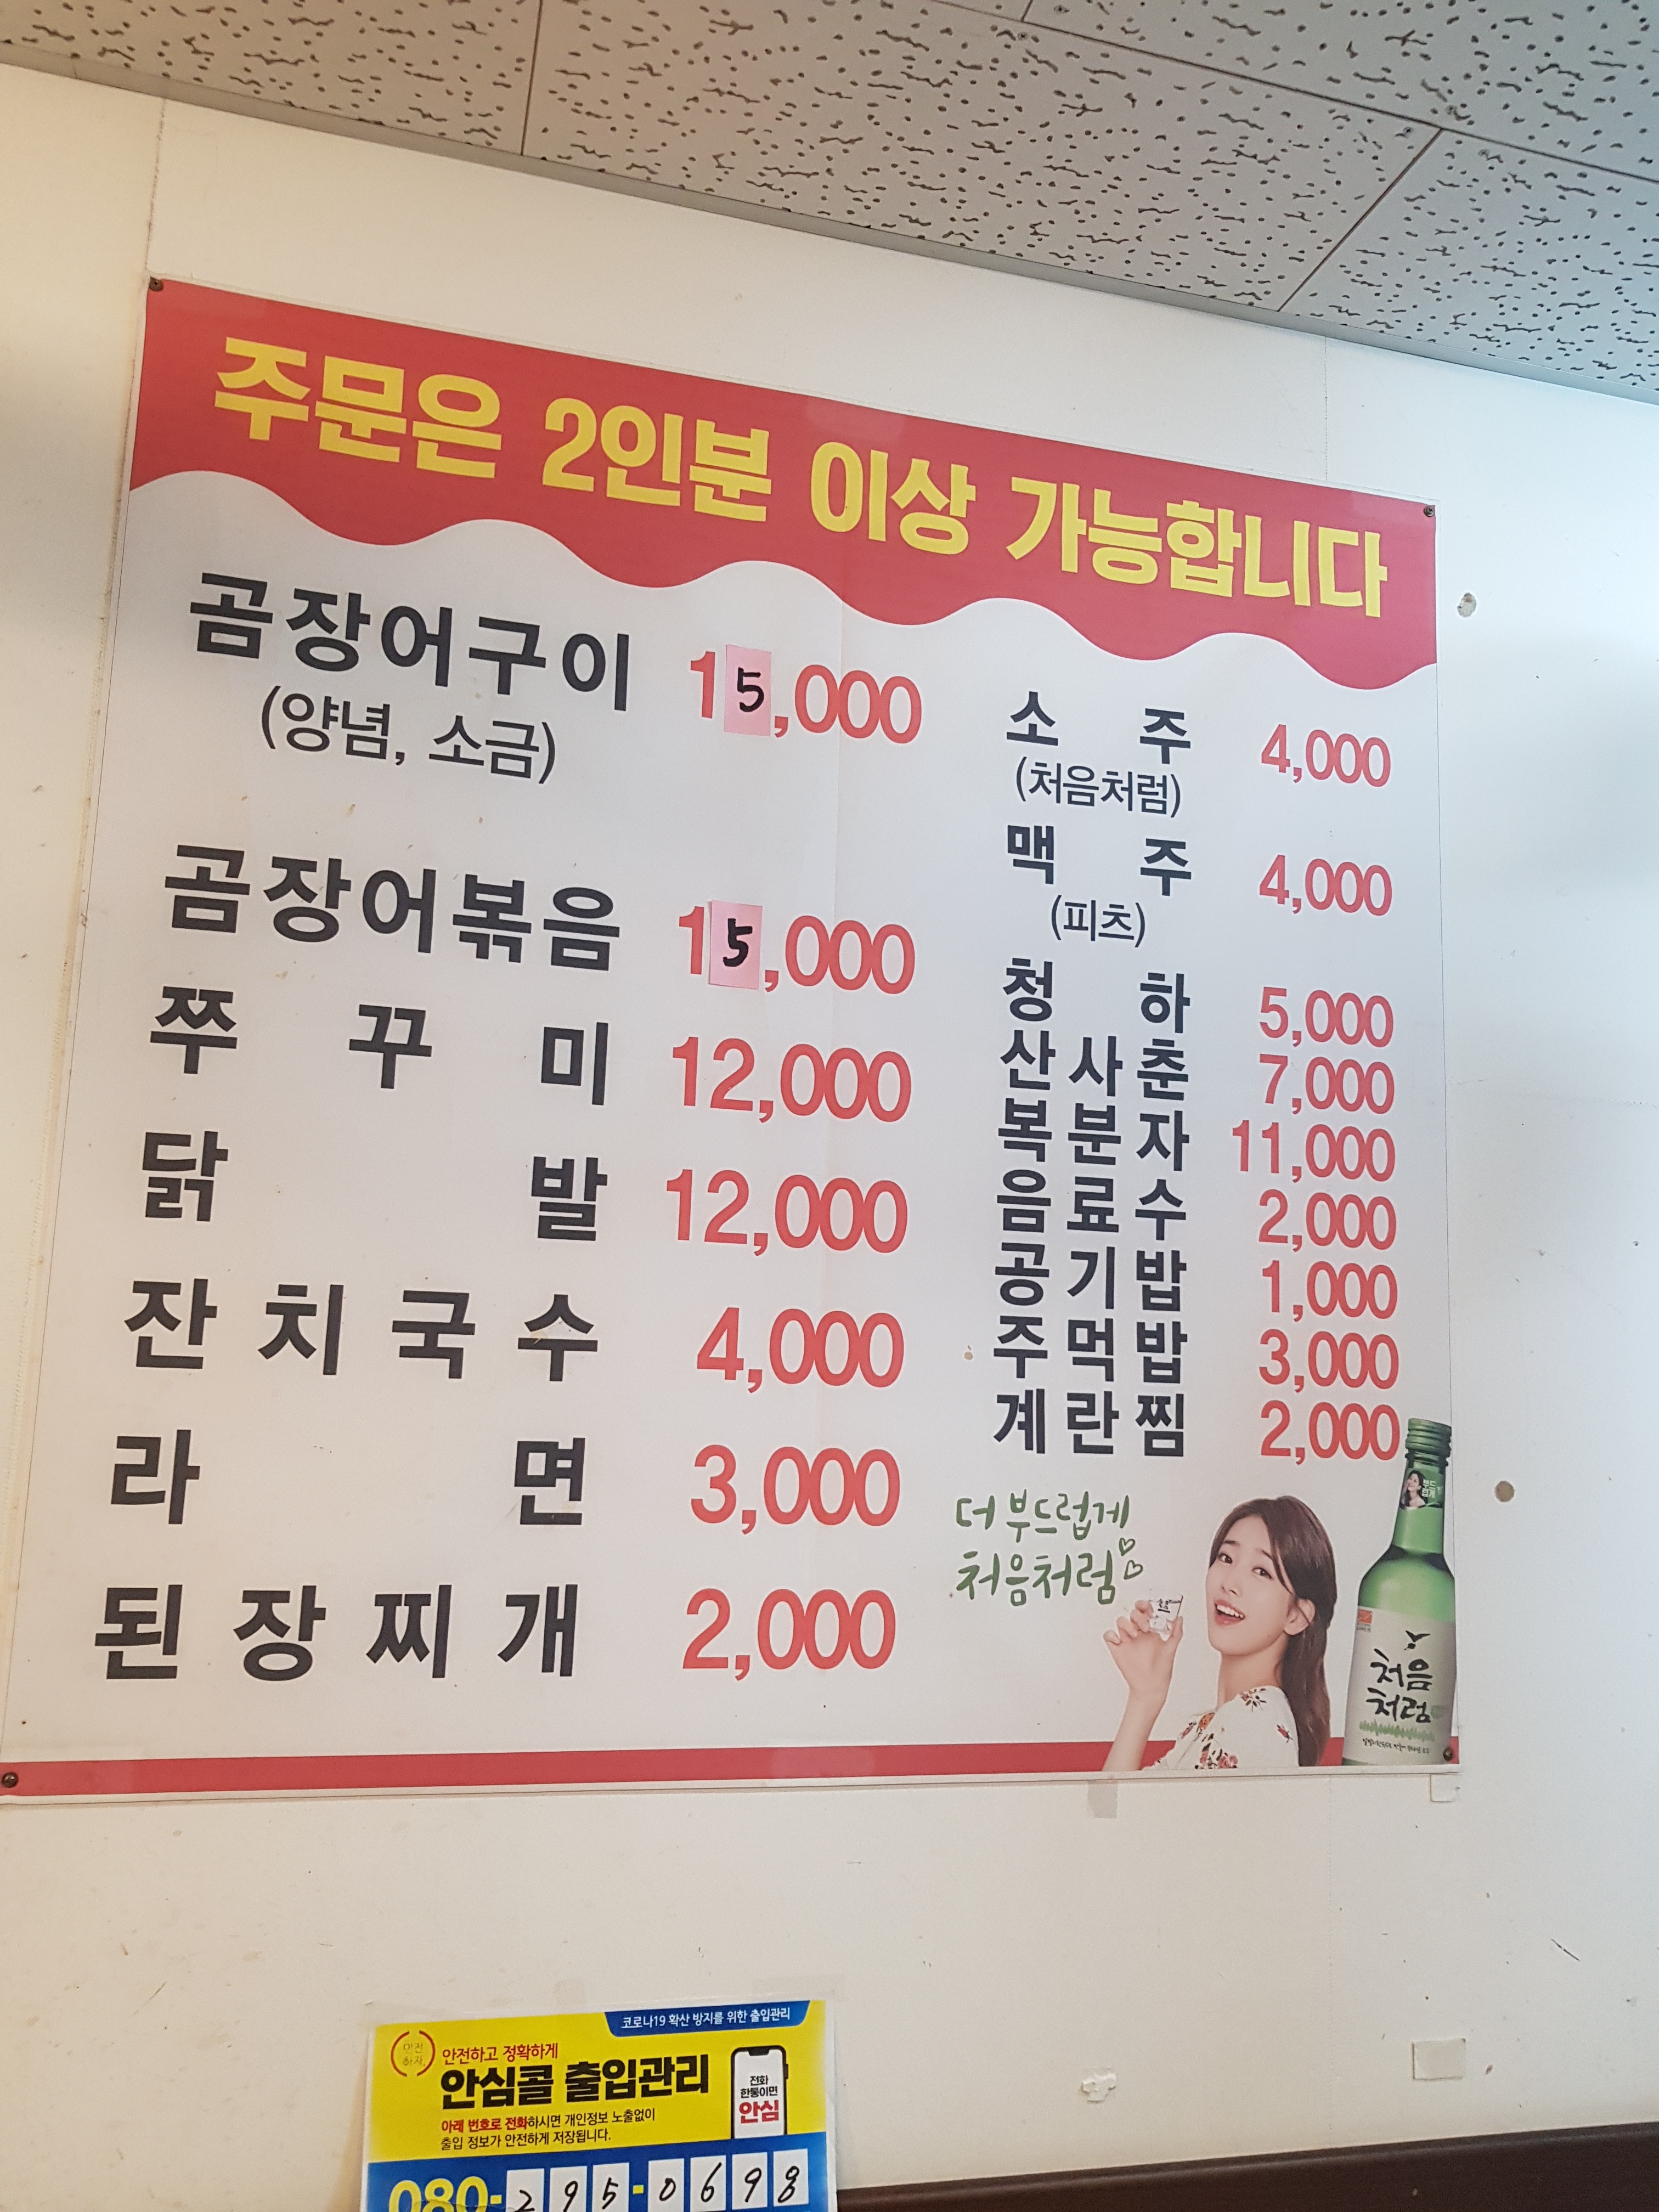 주문은 2인분 이상 가능합니다
곰장어구이 15,000
(양념, 소금)
곰장어볶음 15,000
쭈꾸미 12,000
닭발 12,000
잔치국수 4,000
라면 3,000
된장찌개 2,000
소주 4,000
(처음처럼)
맥주 4,000
(피츠)
청하 5,000
산사춘 7,000
복분자 11,000
음료수 2,000
공기밥 1,000
주먹밥 3,000
계란찜 2,000
더 부드럽게
처음처럼
처음
처럼
코로나19 확산 방지를 위한 출입관리
안전
하자
안전하고 정확하게
안심콜 출입관리
아래 번호로 전화하시면 개인정보 노출없이
출입 정보가 안전하게 저장됩니다.
전화
한통이면
안심
080-295-0698